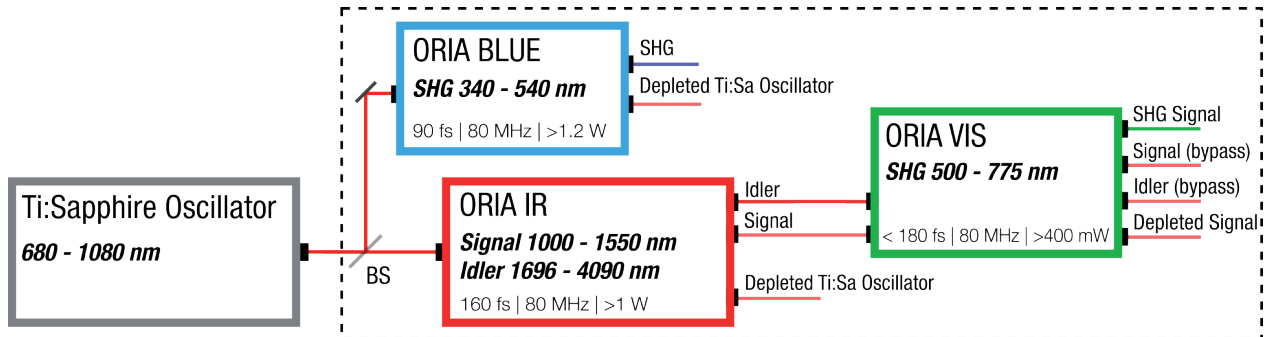 ORIA BLUE
SHG 340 - 540 nm
90 fs | 80 MHz | >1.2 W
SHG
Depleted Ti:Sa Oscillator
Ti:Sapphire Oscillator
680 - 1080 nm
BS
ORIA IR
Signal 1000 - 1550 nm
Idler 1696 - 4090 nm
160 fs | 80 MHz | >1 W
Idler
Signal
Depleted Ti:Sa Oscillator
ORIA VIS
SHG 500 - 775 nm
< 180 fs | 80 MHz | >400 mW
SHG Signal
Signal (bypass)
Idler (bypass)
Depleted Signal